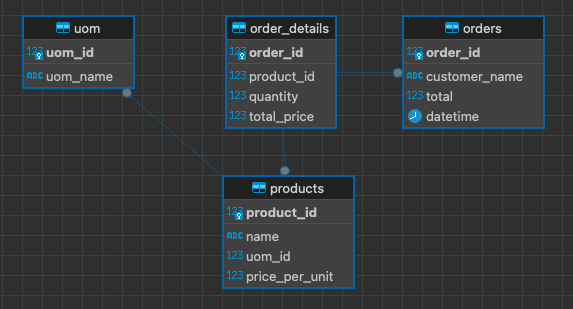 uom
123 uom_id
ABC uom_name
order_details
123 order_id
123 product_id
123 quantity
123 total_price
orders
123 order_id
ABC customer_name
123 total
datetime
products
123 product_id
ABC name
123 uom_id
123 price_per_unit